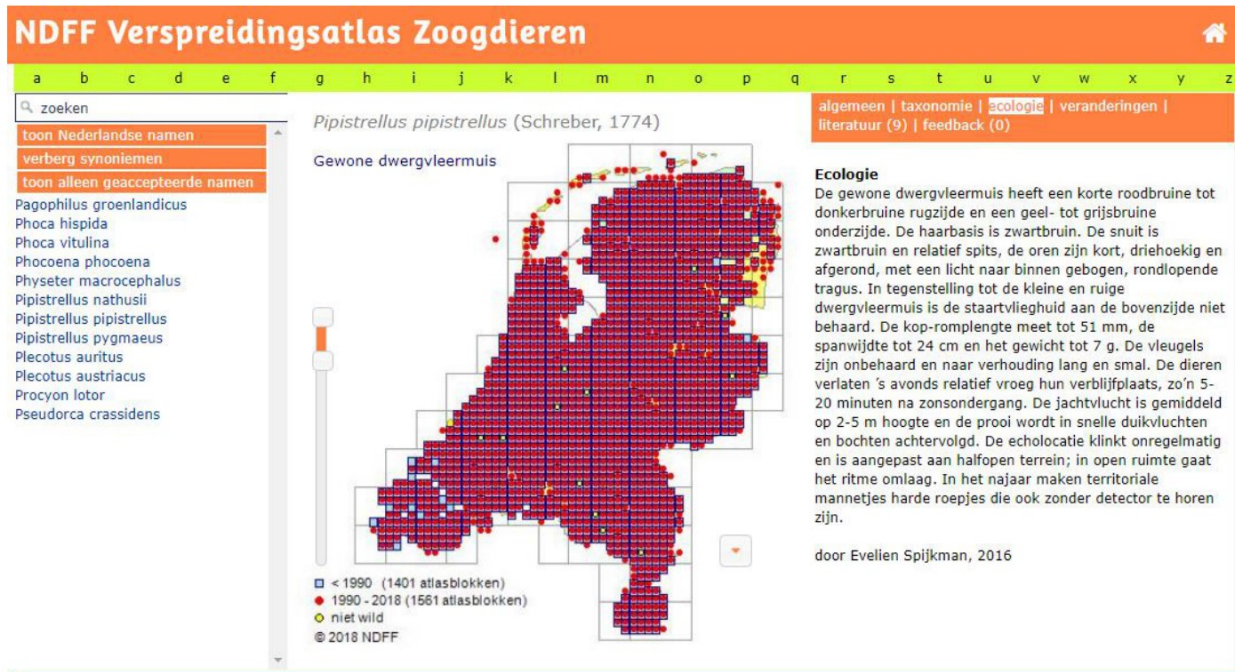 NDFF Verspreidingsatlas Zoogdieren
a b c d e f g h i j k l m n o p q r s t u v w x y z
zoeken
toon Nederlandse namen
verberg synoniemen
toon alleen geaccepteerde namen
Pagophilus groenlandicus
Phoca hispida
Phoca vitulina
Phocoena phocoena
Physeter macrocephalus
Pipistrellus nathusii
Pipistrellus pipistrellus
Pipistrellus pygmaeus
Plecotus auritus
Plecotus austriacus
Procyon lotor
Pseudorca crassidens
Pipistrellus pipistrellus (Schreber, 1774)
Gewone dwergvleermuis
< 1990 (1401 atlasblokken)
1990 - 2018 (1561 atlasblokken)
niet wild
© 2018 NDFF
algemeen | taxonomie | ecologie | veranderingen |
literatuur (9) | feedback (0)
Ecologie
De gewone dwergvleermuis heeft een korte roodbruine tot
donkerbruine rugzijde en een geel- tot grijsbruine
onderzijde. De haarbasis is zwartbruin. De snuit is
zwartbruin en relatief spits, de oren zijn kort, driehoekig en
afgerond, met een licht naar binnen gebogen, rondlopende
tragus. In tegenstelling tot de kleine en ruige
dwergvleermuis is de staartvlieghuid aan de bovenzijde niet
behaard. De kop-romplengte meet tot 51 mm, de
spanwijdte tot 24 cm en het gewicht tot 7 g. De vleugels
zijn onbehaard en naar verhouding lang en smal. De dieren
verlaten 's avonds relatief vroeg hun verblijfplaats, zo'n 5-
20 minuten na zonsondergang. De jachtvlucht is gemiddeld
op 2-5 m hoogte en de prooi wordt in snelle duikvluchten
en bochten achtervolgd. De echolocatie klinkt onregelmatig
en is aangepast aan halfopen terrein; in open ruimte gaat
het ritme omlaag. In het najaar maken territoriale
mannetjes harde roepjes die ook zonder detector te horen
zijn.
door Evelien Spijkman, 2016